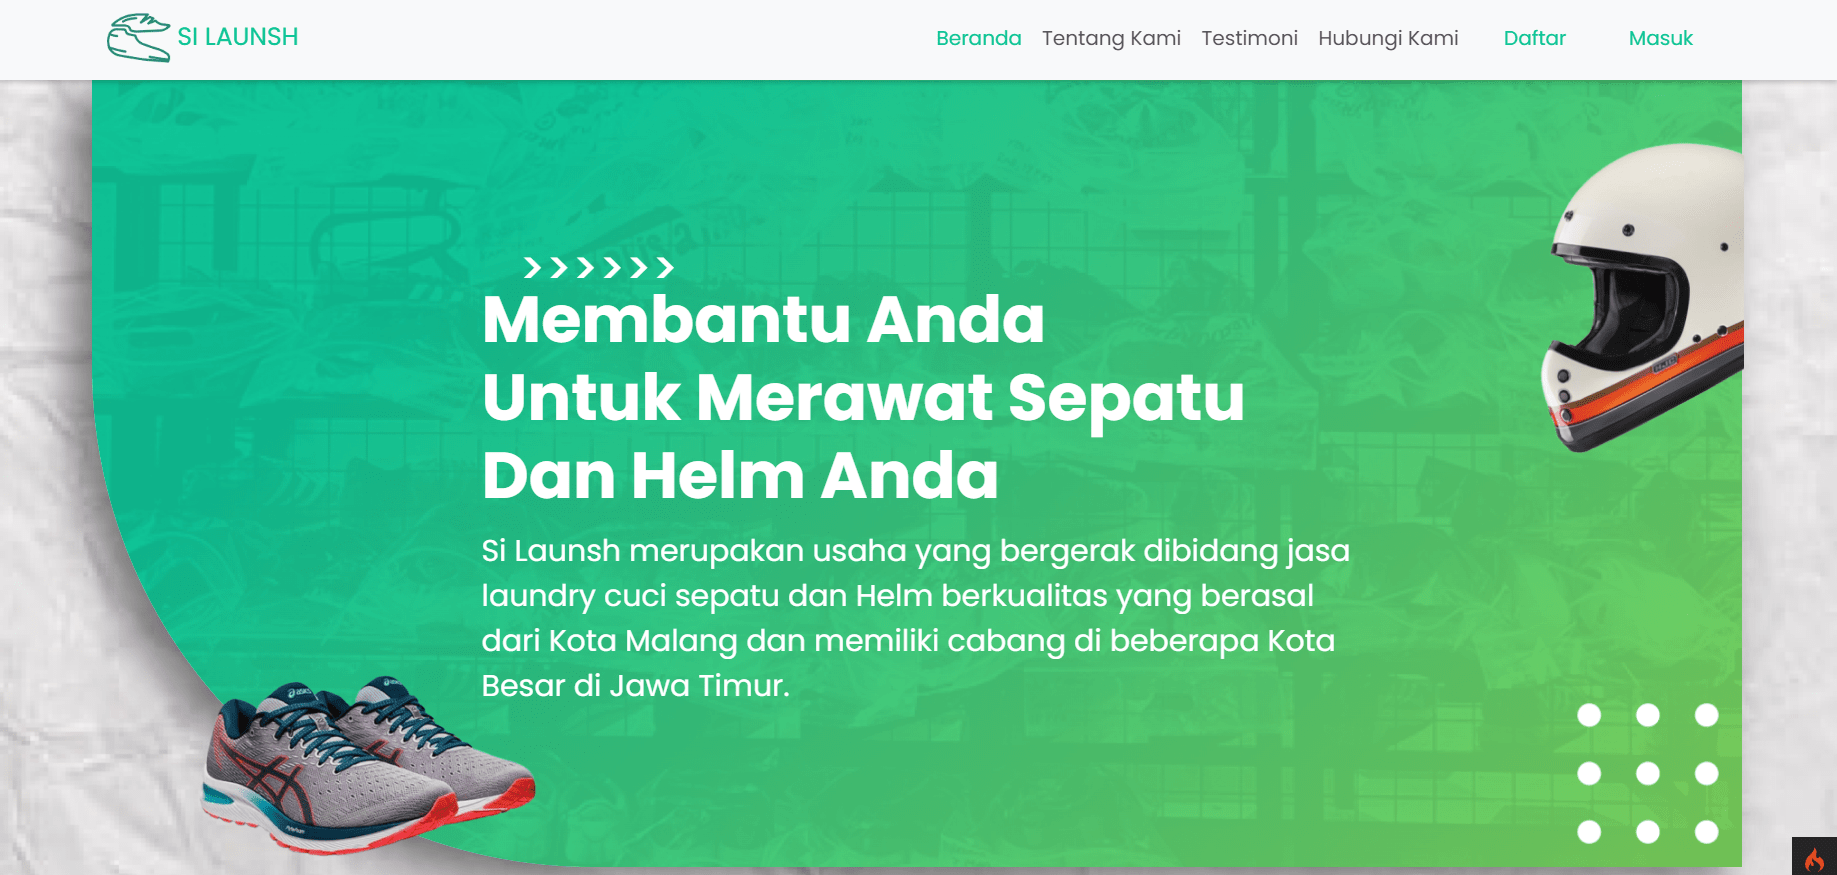 SI LAUNSH
Beranda Tentang Kami Testimoni Hubungi Kami Daftar Masuk
Membantu Anda
Untuk Merawat Sepatu
Dan Helm Anda
Si Launsh merupakan usaha yang bergerak dibidang jasa
laundry cuci sepatu dan Helm berkualitas yang berasal
dari Kota Malang dan memiliki cabang di beberapa Kota
Besar di Jawa Timur.
asics
asics